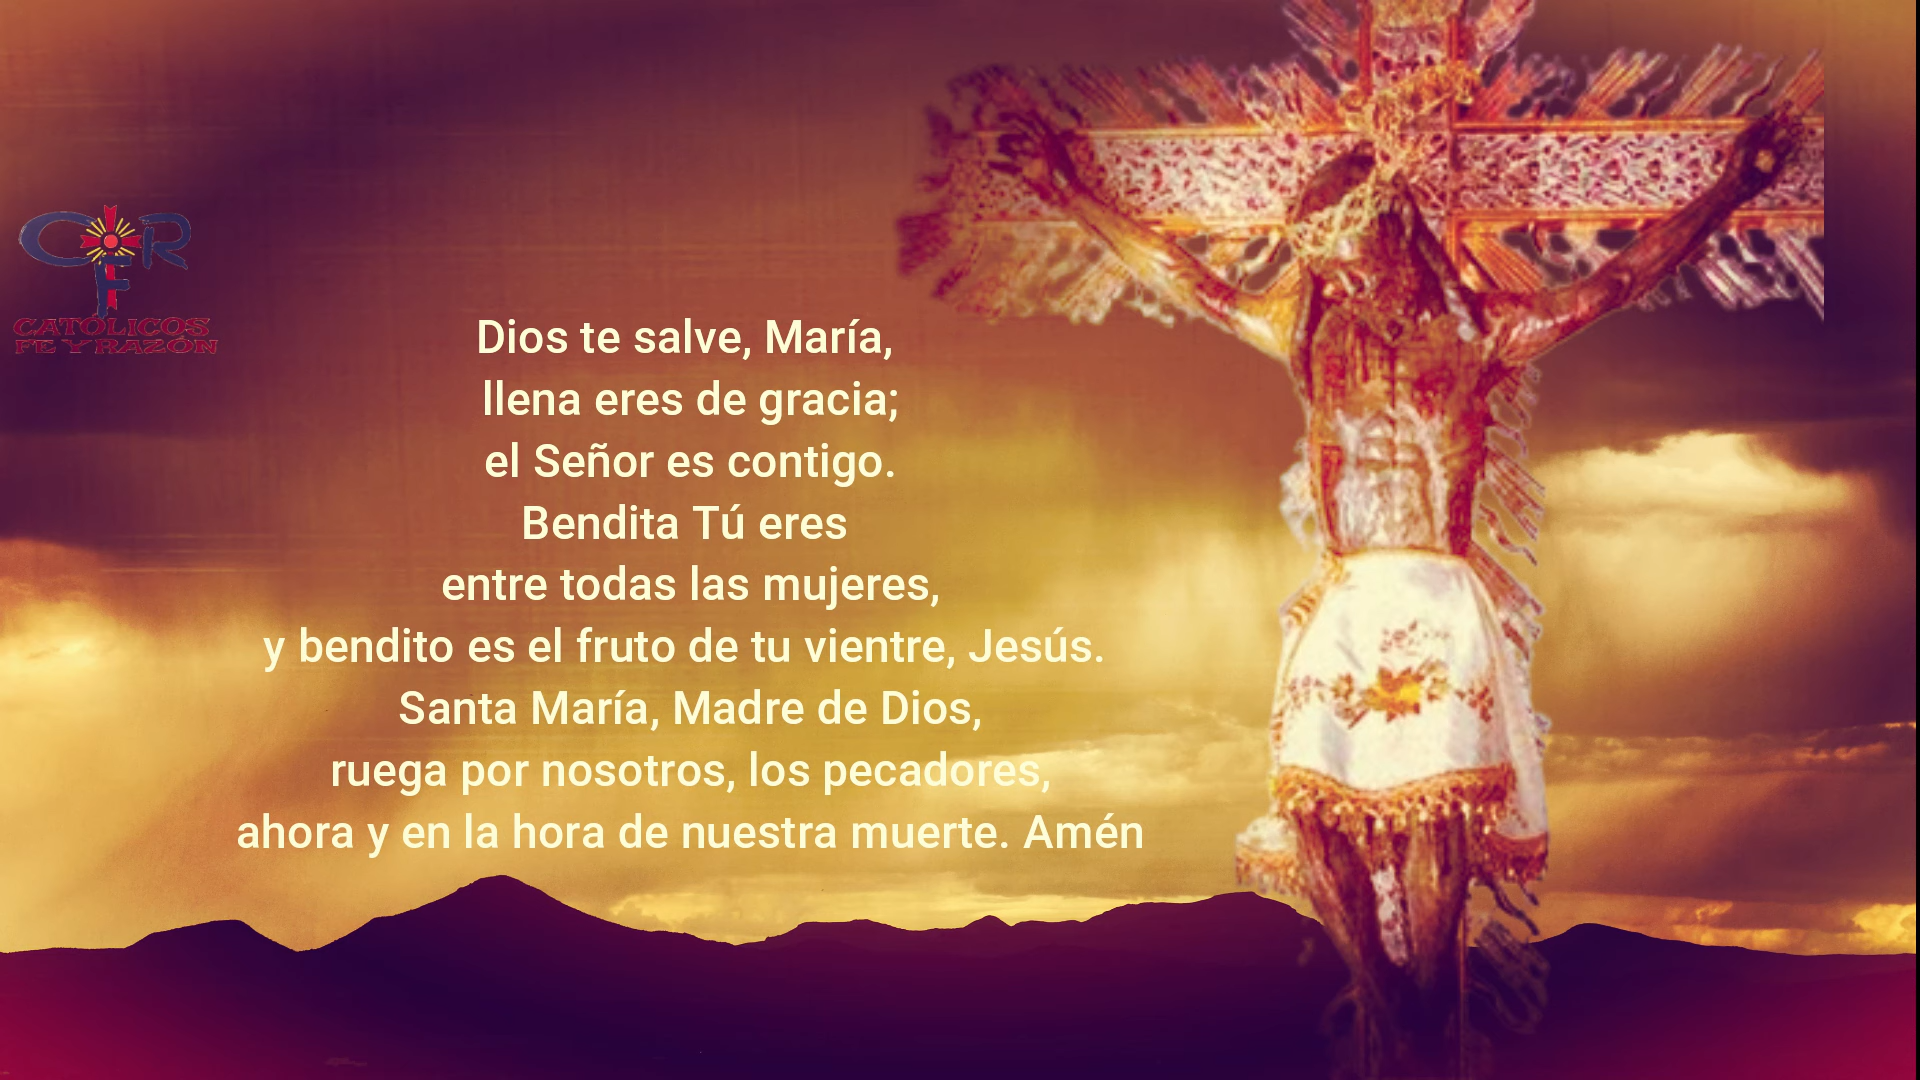 CFR
CATÓLICOS
FE Y RAZÓN
Dios te salve, María,
llena eres de gracia;
el Señor es contigo.
Bendita Tú eres
entre todas las mujeres,
y bendito es el fruto de tu vientre, Jesús.
Santa María, Madre de Dios,
ruega por nosotros, los pecadores,
ahora y en la hora de nuestra muerte. Amén